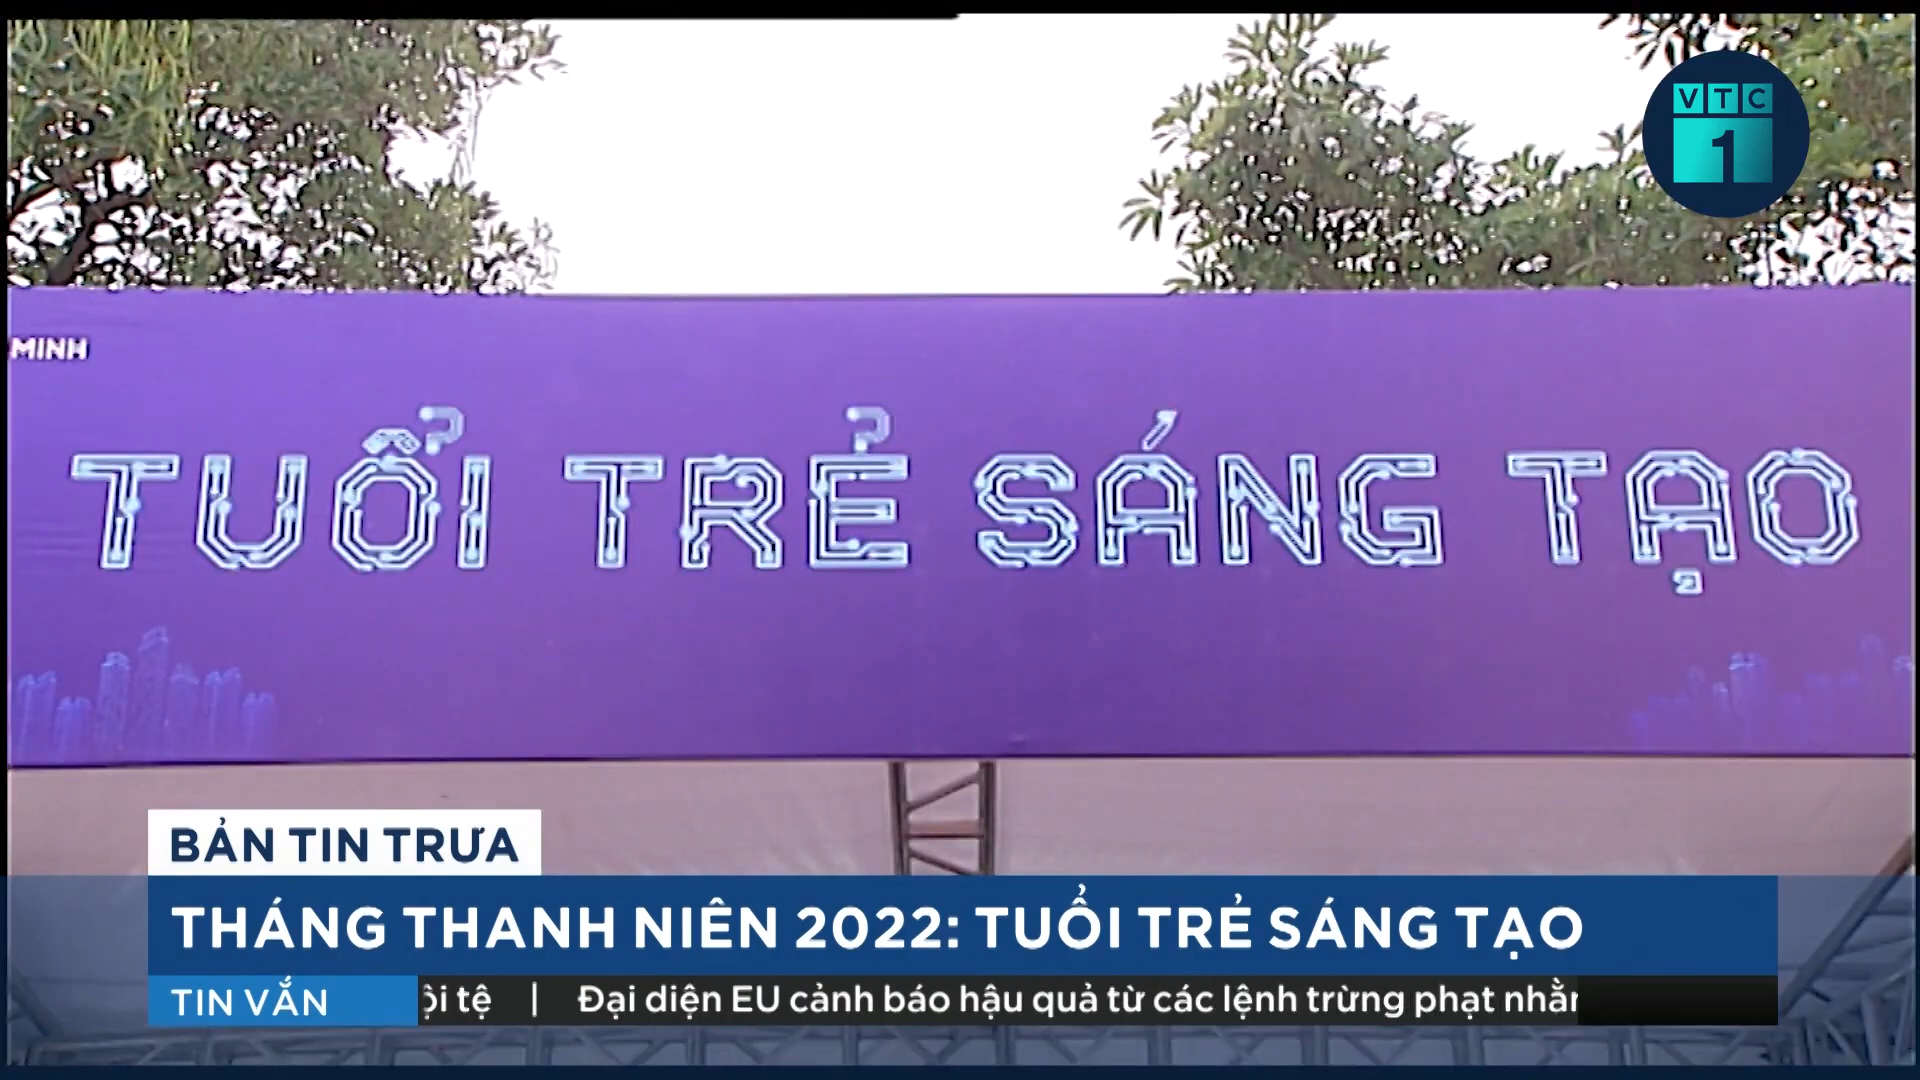 VTC
1
MINH
TUỔI TRẺ SÁNG TẠO
BẢN TIN TRƯA
THÁNG THANH NIÊN 2022: TUỔI TRẺ SÁNG TẠO
TIN VẮN
tệ | Đại diện EU cảnh báo hậu quả từ các lệnh trừng phạt